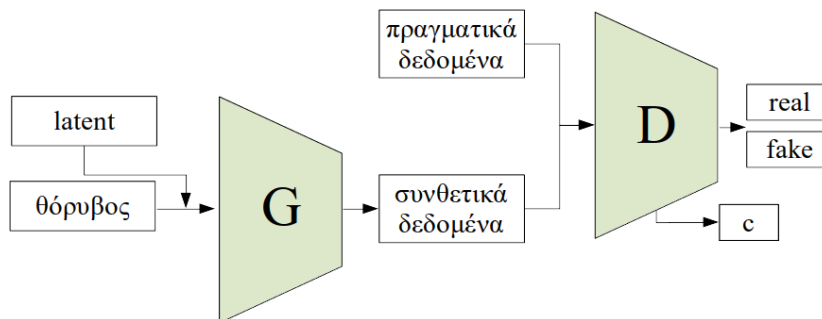 πραγματικά
δεδομένα
latent
θόρυβος
G
συνθετικά
δεδομένα
D
real
fake
c